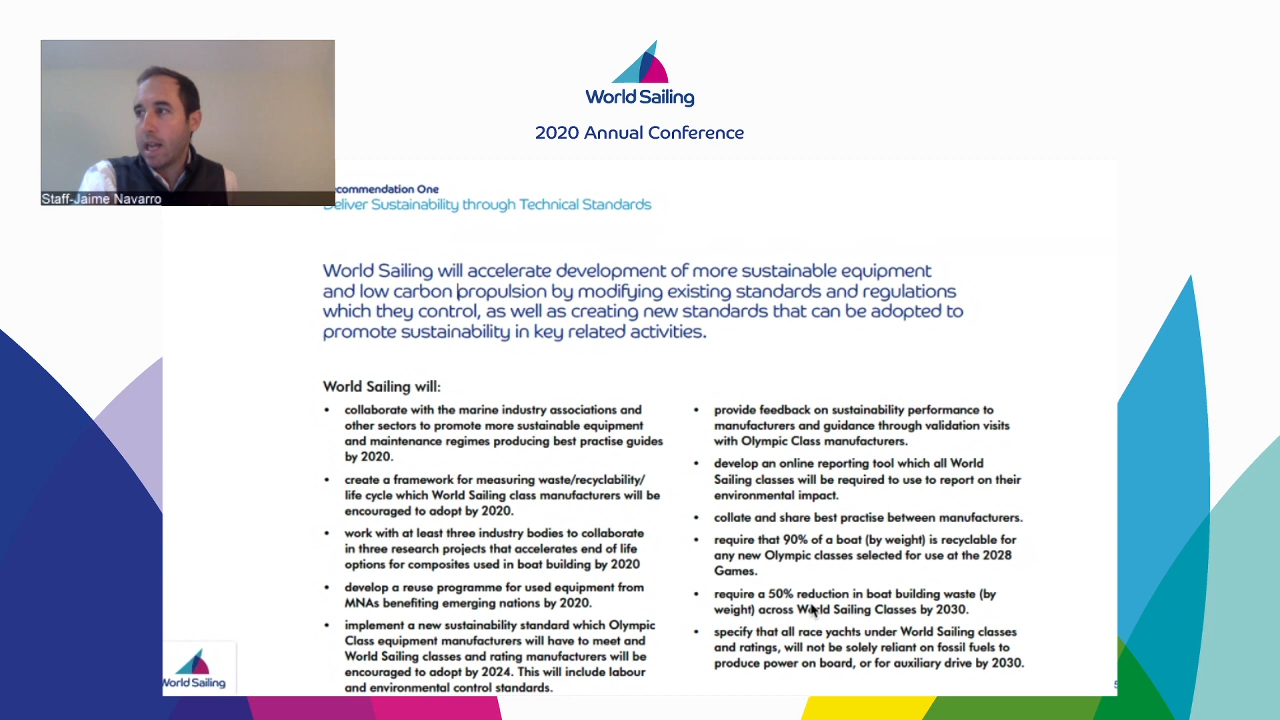 World Sailing
2020 Annual Conference
Staff-Jaime Navarro
commendation One
Deliver Sustainability through Technical Standards
World Sailing will accelerate development of more sustainable equipment
and low carbon propulsion by modifying existing standards and regulations
which they control, as well as creating new standards that can be adopted to
promote sustainability in key related activities.
World Sailing will:
• collaborate with the marine industry associations and
other sectors to promote more sustainable equipment
and maintenance regimes producing best practise guides
by 2020.
• create a framework for measuring waste/recyclability/
life cycle which World Sailing class manufacturers will be
encouraged to adopt by 2020.
• work with at least three industry bodies to collaborate
in three research projects that accelerates end of life
options for composites used in boat building by 2020
• develop a reuse programme for used equipment from
MNAs benefiting emerging nations by 2020.
• implement a new sustainability standard which Olympic
Class equipment manufacturers will have to meet and
World Sailing classes and rating manufacturers will be
encouraged to adopt by 2024. This will include labour
and environmental control standards.
• provide feedback on sustainability performance to
manufacturers and guidance through validation visits
with Olympic Class manufacturers.
• develop an online reporting tool which all World
Sailing classes will be required to use to report on their
environmental impact.
• collate and share best practise between manufacturers.
• require that 90% of a boat (by weight) is recyclable for
any new Olympic classes selected for use at the 2028
Games.
• require a 50% reduction in boat building waste (by
weight) across World Sailing Classes by 2030.
• specify that all race yachts under World Sailing classes
and ratings, will not be solely reliant on fossil fuels to
produce power on board, or for auxiliary drive by 2030.
World Sailing